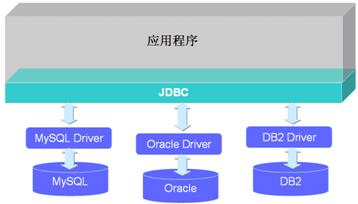 应用程序
JDBC
MySQL Driver Oracle Driver DB2 Driver
MySQL Oracle DB2